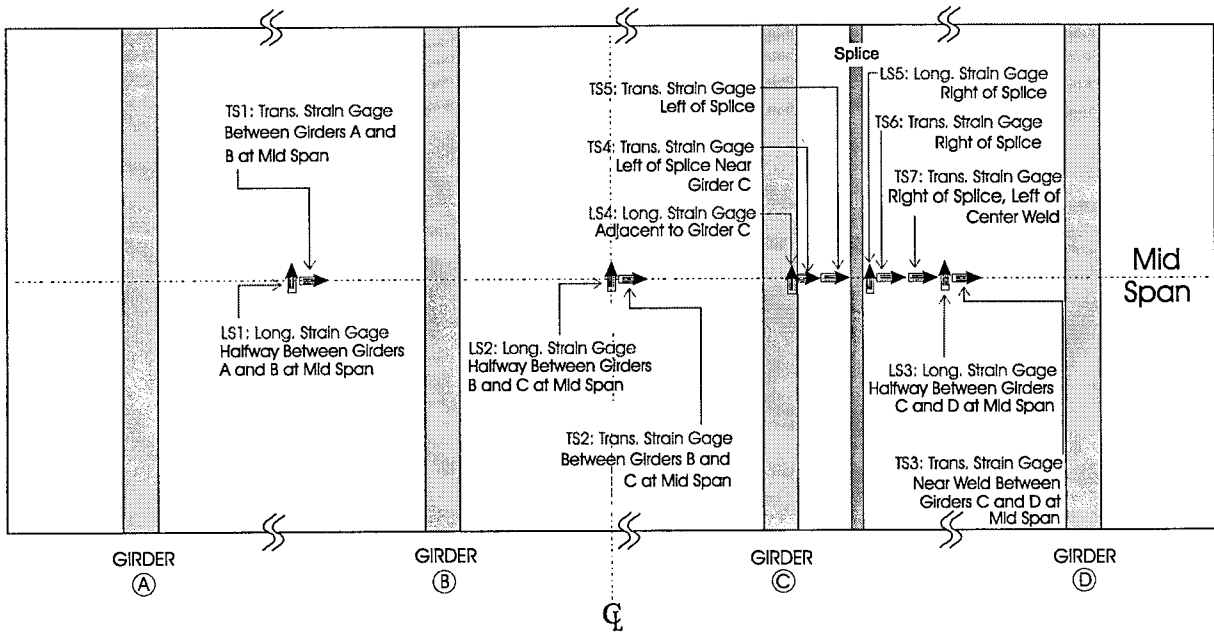 Splice
TS1: Trans. Strain Gage
Between Girders A and
B at Mid Span
TS5: Trans. Strain Gage
Left of Splice
TS4: Trans. Strain Gage
Left of Splice Near
Girder C
LS4: Long. Strain Gage
Adjacent to Girder C
LS5: Long. Strain Gage
Right of Splice
TS6: Trans. Strain Gage
Right of Splice
TS7: Trans. Strain Gage
Right of Splice, Left of
Center Weld
Mid
Span
LS1: Long. Strain Gage
Halfway Between Girders
A and B at Mid Span
LS2: Long. Strain Gage
Halfway Between Girders
B and C at Mid Span
TS2: Trans. Strain Gage
Between Girders B and
C at Mid Span
LS3: Long. Strain Gage
Halfway Between Girders
C and D at Mid Span
TS3: Trans. Strain Gage
Near Weld Between
Girders C and D at
Mid Span
GIRDER
A
GIRDER
B
GIRDER
C
GIRDER
D
℄